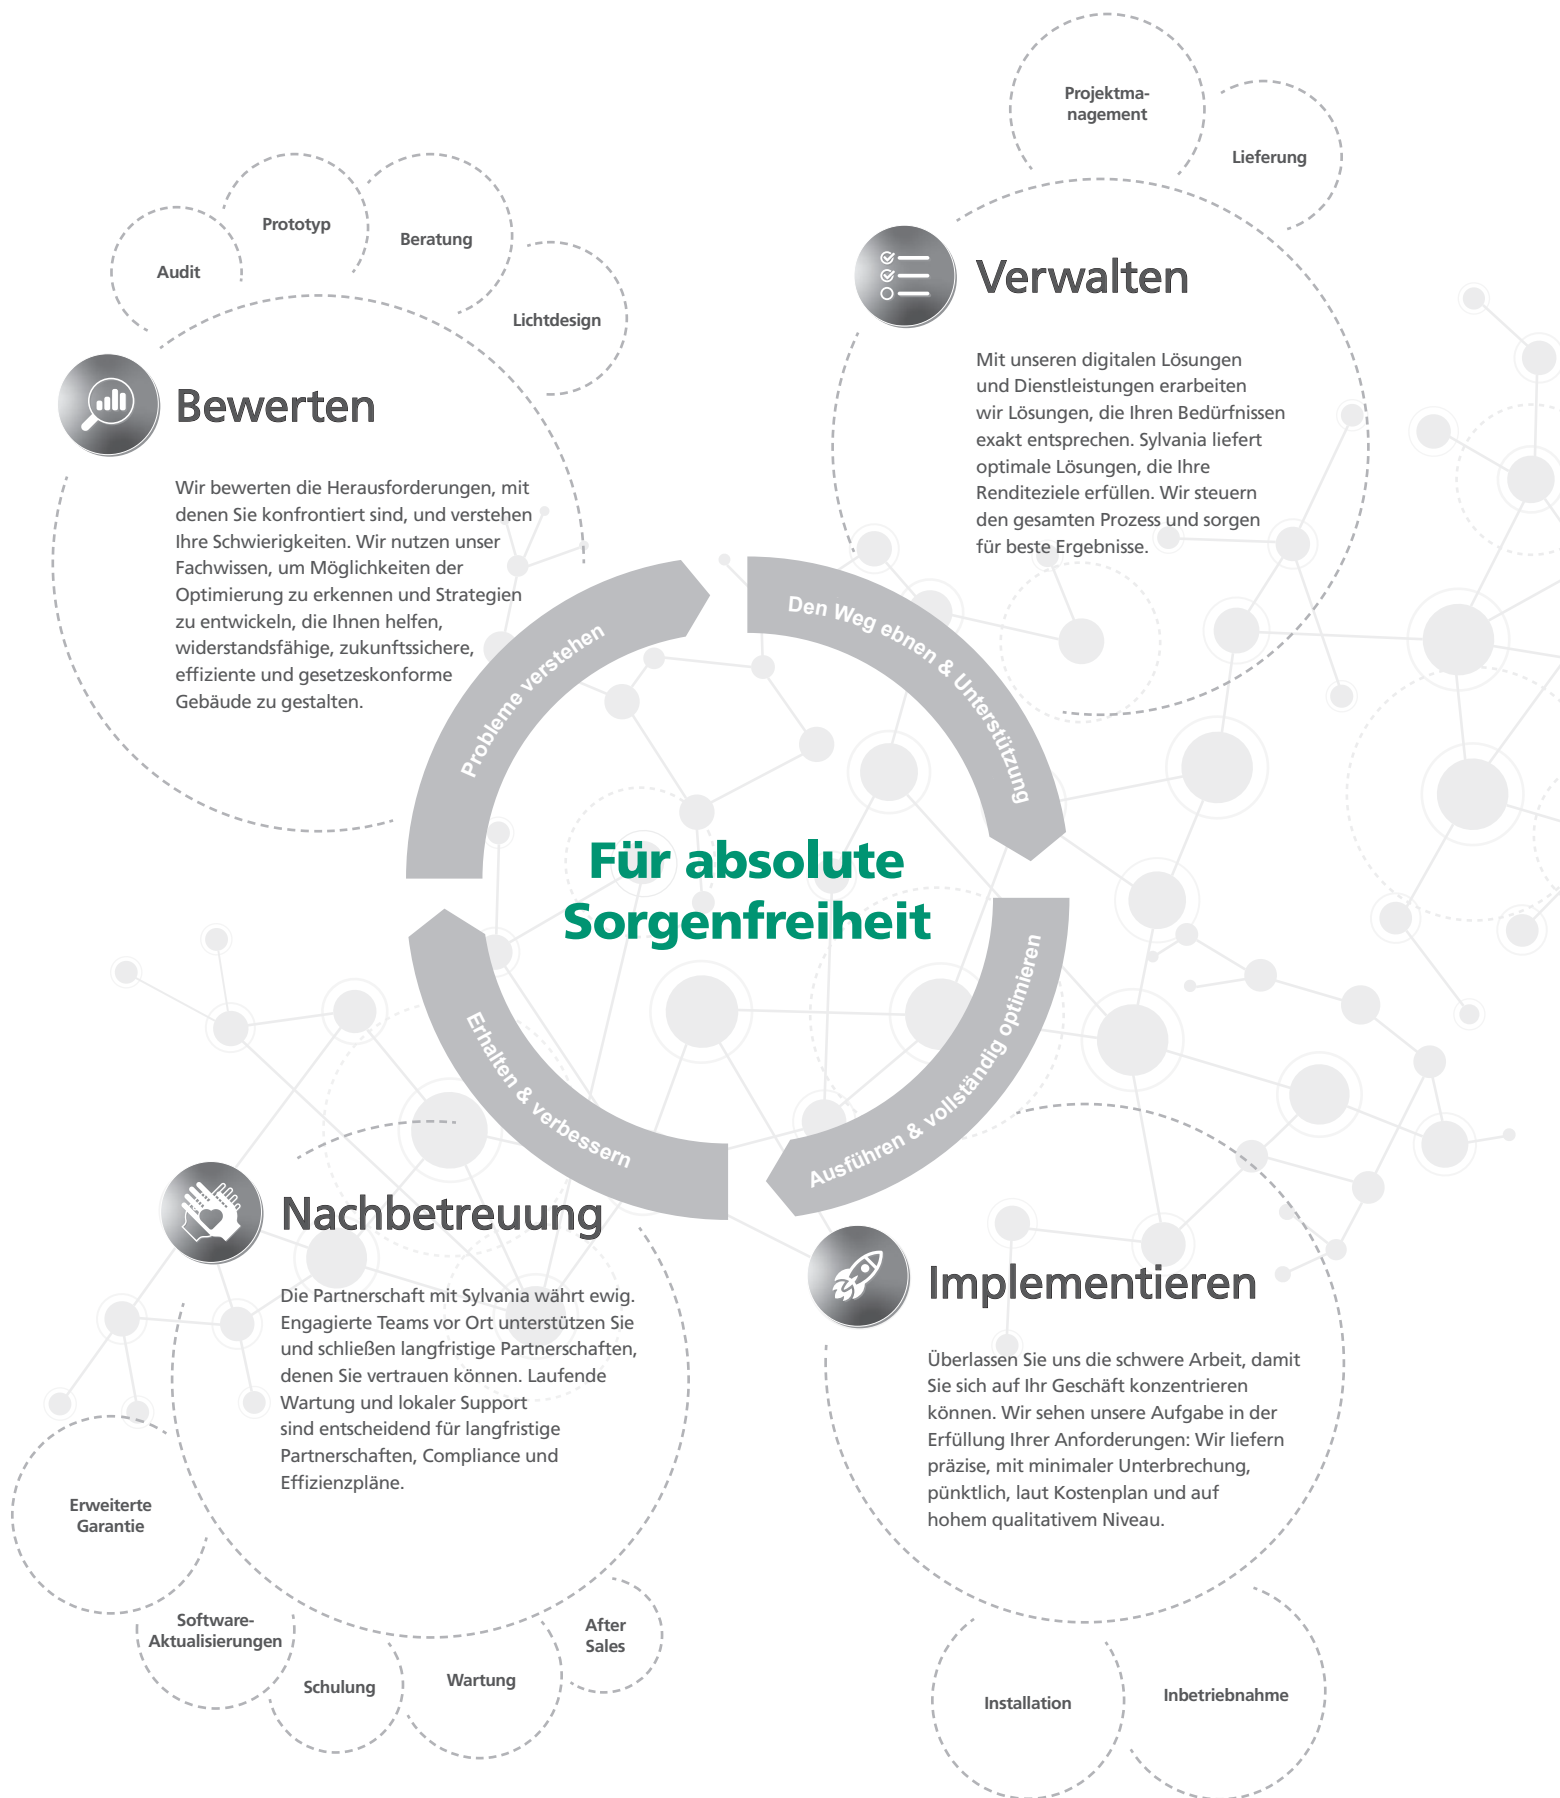 Audit
Prototyp
Beratung
Lichtdesign
Bewerten
Wir bewerten die Herausforderungen, mit
denen Sie konfrontiert sind, und verstehen
Ihre Schwierigkeiten. Wir nutzen unser
Fachwissen, um Möglichkeiten der
Optimierung zu erkennen und Strategien
zu entwickeln, die Ihnen helfen,
widerstandsfähige, zukunftssichere,
effiziente und gesetzeskonforme
Gebäude zu gestalten.
Projektma-
nagement
Lieferung
Verwalten
Mit unseren digitalen Lösungen
und Dienstleistungen erarbeiten
wir Lösungen, die Ihren Bedürfnissen
exakt entsprechen. Sylvania liefert
optimale Lösungen, die Ihre
Renditeziele erfüllen. Wir steuern
den gesamten Prozess und sorgen
für beste Ergebnisse.
Probleme verstehen
Den Weg ebnen & Unterstützung
Für absolute
Sorgenfreiheit
Erhalten & verbessern
Ausführen & vollständig optimieren
Nachbetreuung
Die Partnerschaft mit Sylvania währt ewig.
Engagierte Teams vor Ort unterstützen Sie
und schließen langfristige Partnerschaften,
denen Sie vertrauen können. Laufende
Wartung und lokaler Support
sind entscheidend für langfristige
Partnerschaften, Compliance und
Effizienzpläne.
Erweiterte
Garantie
Software-
Aktualisierungen
Schulung
Wartung
After
Sales
Implementieren
Überlassen Sie uns die schwere Arbeit, damit
Sie sich auf Ihr Geschäft konzentrieren
können. Wir sehen unsere Aufgabe in der
Erfüllung Ihrer Anforderungen: Wir liefern
präzise, mit minimaler Unterbrechung,
pünktlich, laut Kostenplan und auf
hohem qualitativem Niveau.
Installation
Inbetriebnahme